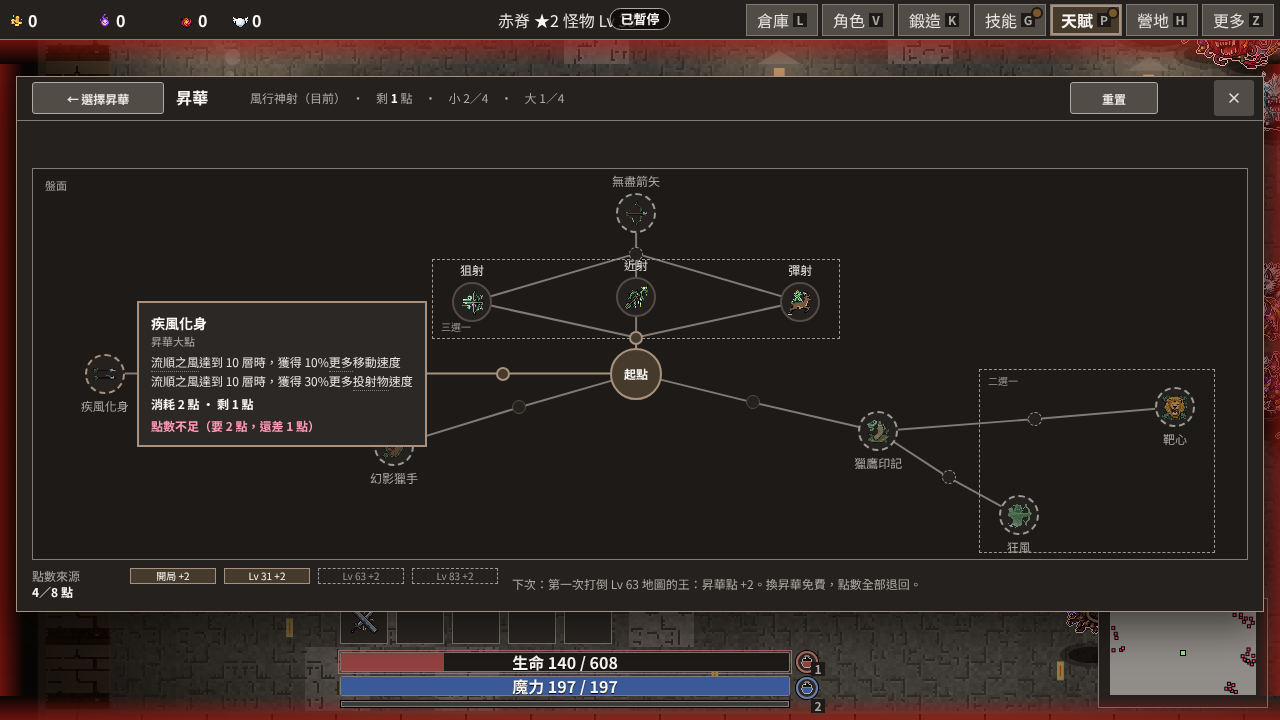 0
0
0
0
赤脊 ★2 怪物 Lv
已暫停
倉庫 L
角色 V
鍛造 K
技能 G
天賦 P
營地 H
更多 Z
← 選擇昇華
昇華
風行神射（目前） • 剩 1 點 • 小 2／4 • 大 1／4
重置
×
盤面
無盡箭矢
狙射
近射
彈射
三選一
起點
疾風化身
昇華大點
流順之風達到 10 層時，獲得 10%更多移動速度
流順之風達到 10 層時，獲得 30%更多投射物速度
消耗 2 點 • 剩 1 點
點數不足（要 2 點，還差 1 點）
疾風化身
幻影獵手
獵鷹印記
二選一
靶心
狂風
點數來源
4／8 點
開局 +2
Lv 31 +2
Lv 63 +2
Lv 83 +2
下次：第一次打倒 Lv 63 地圖的王：昇華點 +2。換昇華免費，點數全部退回。
生命 140 / 608
1
魔力 197 / 197
2